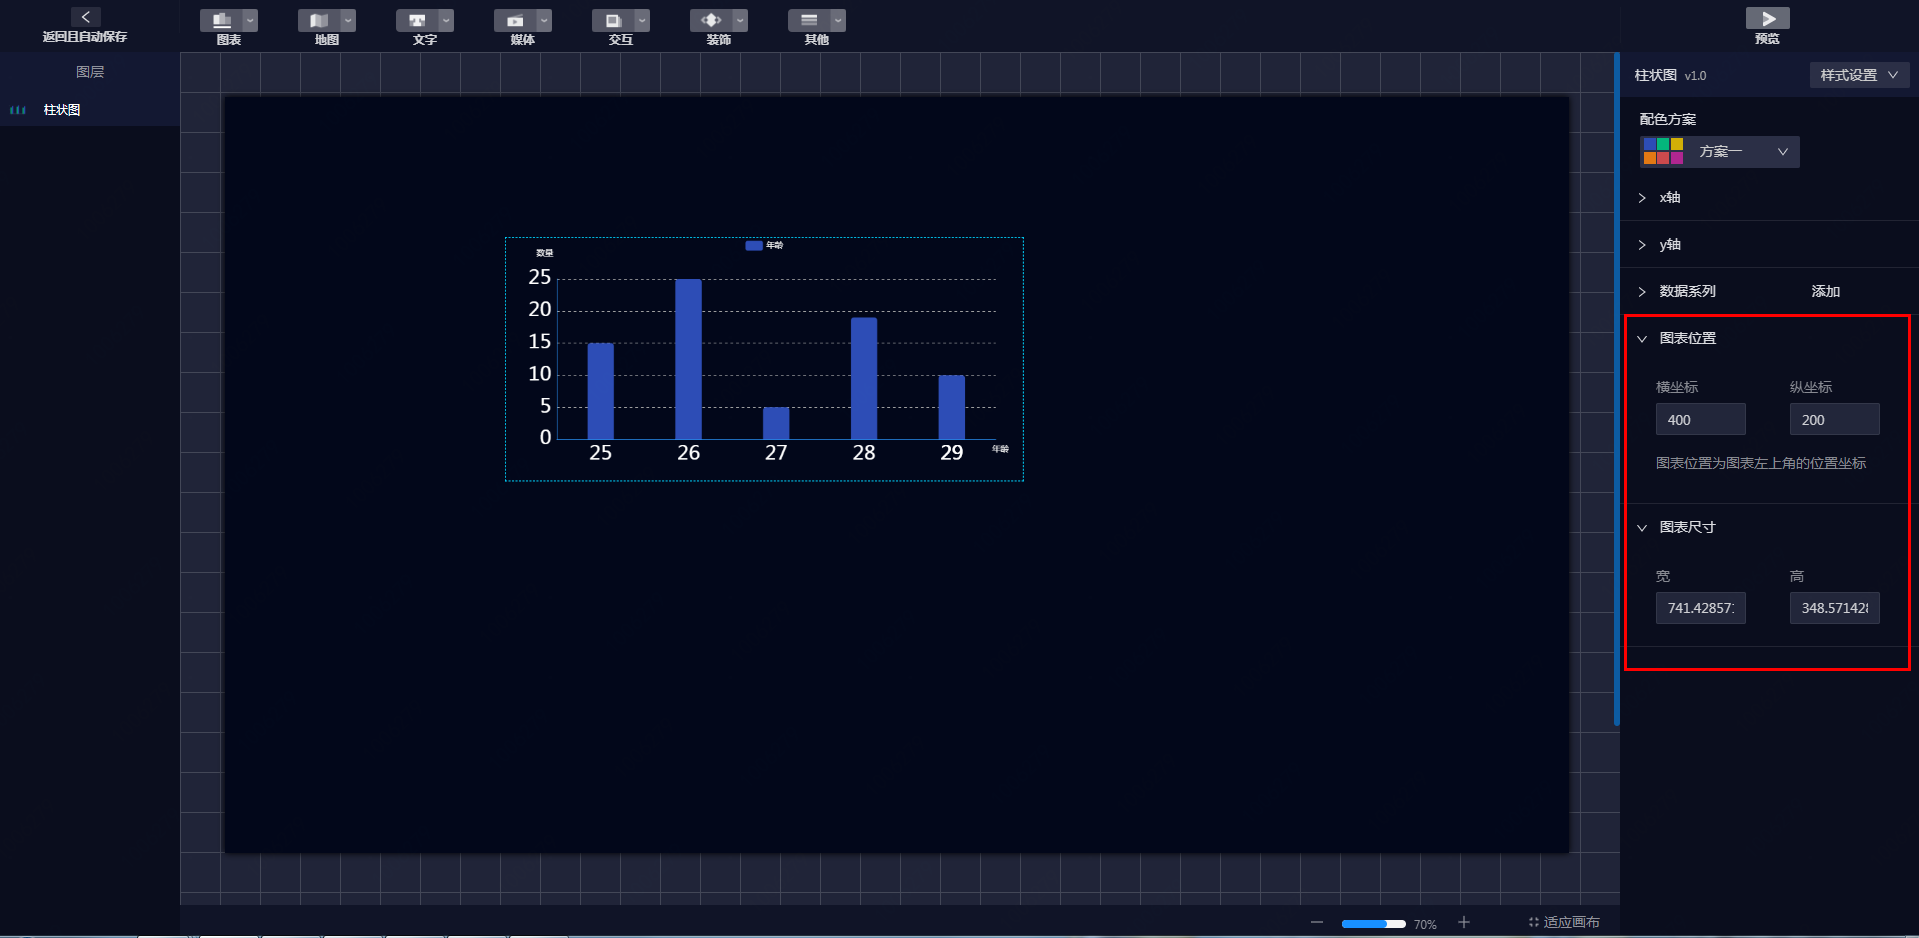 返回且自动保存
图表
地图
文字
媒体
交互
装饰
其他
预览
图层
柱状图
柱状图 v1.0
样式设置
配色方案
方案一
x轴
y轴
数据系列
添加
图表位置
横坐标
纵坐标
400
200
图表位置为图表左上角的位置坐标
图表尺寸
宽
高
741.42857
348.57142
数量
年龄
25
20
15
10
5
0
25
26
27
28
29
年龄
70%
适应画布